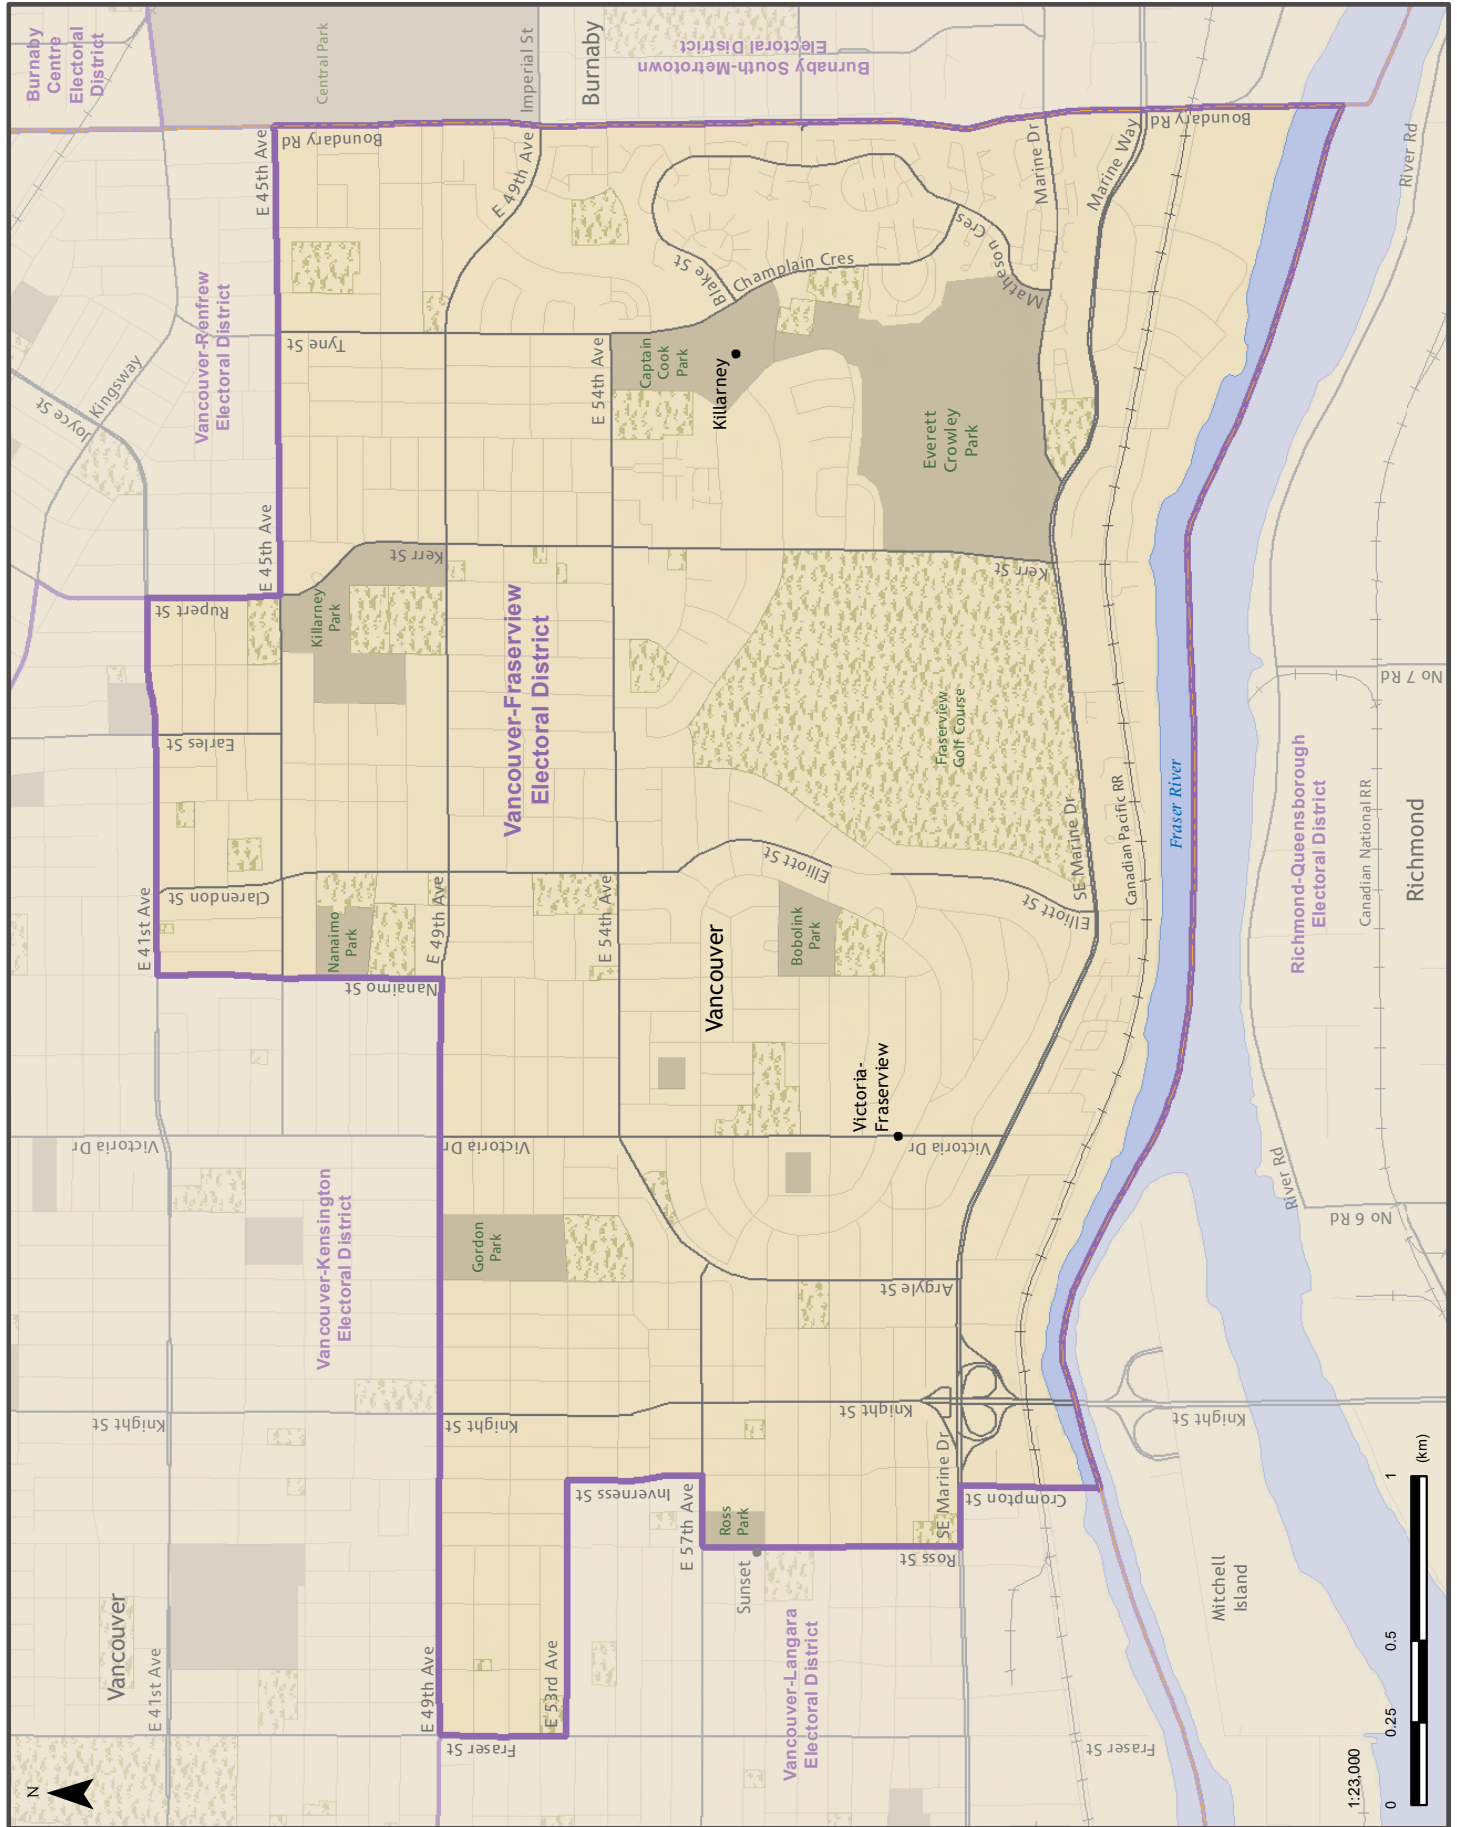 Burnaby
Centre
Electoral
District
Central Park
Imperial St
Burnaby
Burnaby South-Metrotown
Electoral District
E 45th Ave
Boundary Rd
E 49th Ave
Marine Dr
Marine Way
Boundary Rd
River Rd
Vancouver-Renfrew
Electoral District
Joyce St
Kingsway
Tyne St
Blake St
Champlain Cres
Matheson Cres
E 54th Ave
Captain
Cook
Park
Killarney
Everett
Crowley
Park
E 45th Ave
Rupert St
Killarney
Park
Kerr St
Kerr St
Vancouver-Fraserview
Electoral District
Earles St
Fraserview
Golf Course
No 7 Rd
E 41st Ave
Clarendon St
Nanaimo
Park
E 49th Ave
E 54th Ave
Elliott St
Elliott St
SE Marine Dr
Canadian Pacific RR
Fraser River
Richmond-Queensborough
Electoral District
Canadian National RR
Richmond
Nanaimo St
Vancouver
Bobolink
Park
Victoria-
Fraserview
Victoria Dr
Victoria Dr
Victoria Dr
River Rd
No 6 Rd
Vancouver-Kensington
Electoral District
Gordon
Park
Argyle St
Knight St
Knight St
Knight St
Knight St
Inverness St
E 57th Ave
Ross
Park
SE Marine Dr
Crompton St
Sunset
Ross St
Mitchell
Island
Vancouver
E 41st Ave
E 49th Ave
E 53rd Ave
Vancouver-Langara
Electoral District
Fraser St
Fraser St
N
1:23,000
0
0.25
0.5
1
(km)